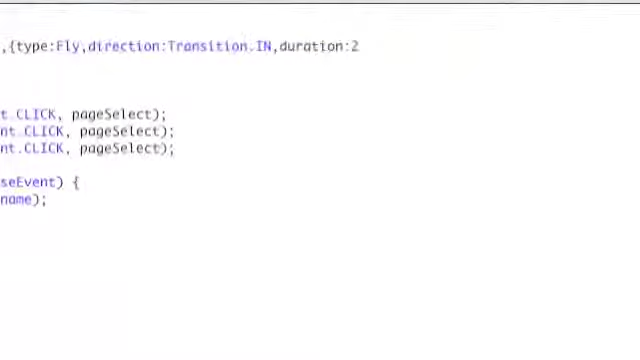 ,{type:Fly,direction:Transition.IN,duration:2
t.CLICK, pageSelect);
nt.CLICK, pageSelect);
nt.CLICK, pageSelect);
seEvent) {
name);